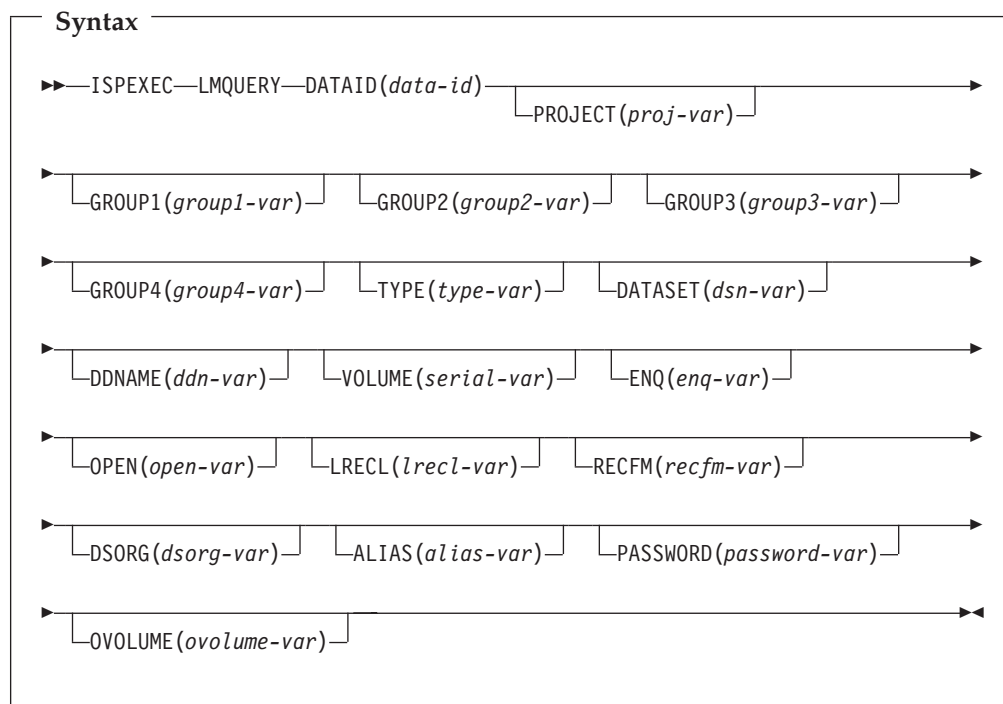 Syntax
ISPEXEC LMQUERY DATAID(data-id)
PROJECT(proj-var)
GROUP1(group1-var) GROUP2(group2-var) GROUP3(group3-var)
GROUP4(group4-var) TYPE(type-var) DATASET(dsn-var)
DDNAME(ddn-var) VOLUME(serial-var) ENQ(enq-var)
OPEN(open-var) LRECL(lrecl-var) RECFM(recfm-var)
DSORG(dsorg-var) ALIAS(alias-var) PASSWORD(password-var)
OVOLUME(ovolume-var)